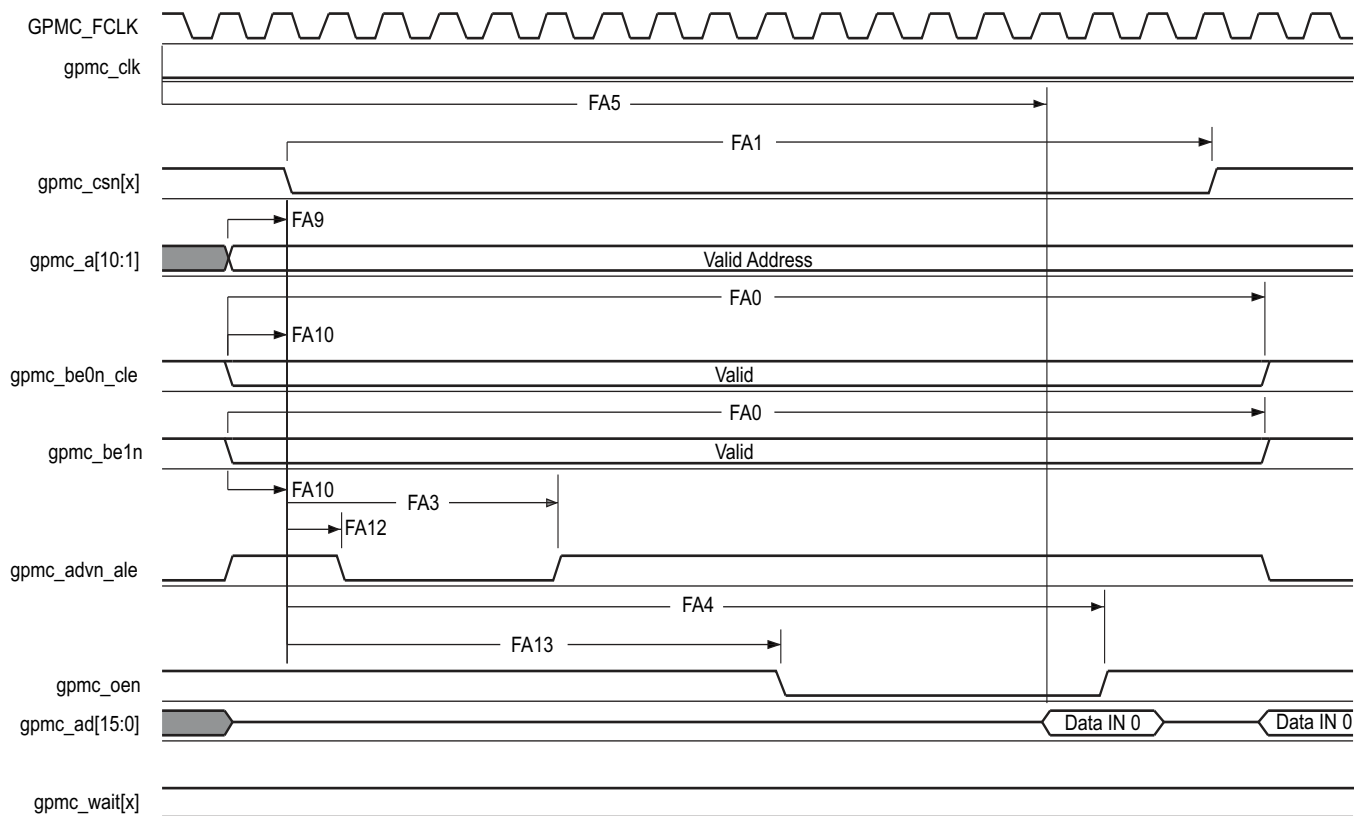 GPMC_FCLK
gpmc_clk
FA5
FA1
gpmc_csn[x]
FA9
gpmc_a[10:1]
Valid Address
FA0
FA10
gpmc_be0n_cle
Valid
FA0
gpmc_be1n
Valid
FA10
FA3
FA12
gpmc_advn_ale
FA4
FA13
gpmc_oen
gpmc_ad[15:0]
Data IN 0
Data IN 0
gpmc_wait[x]